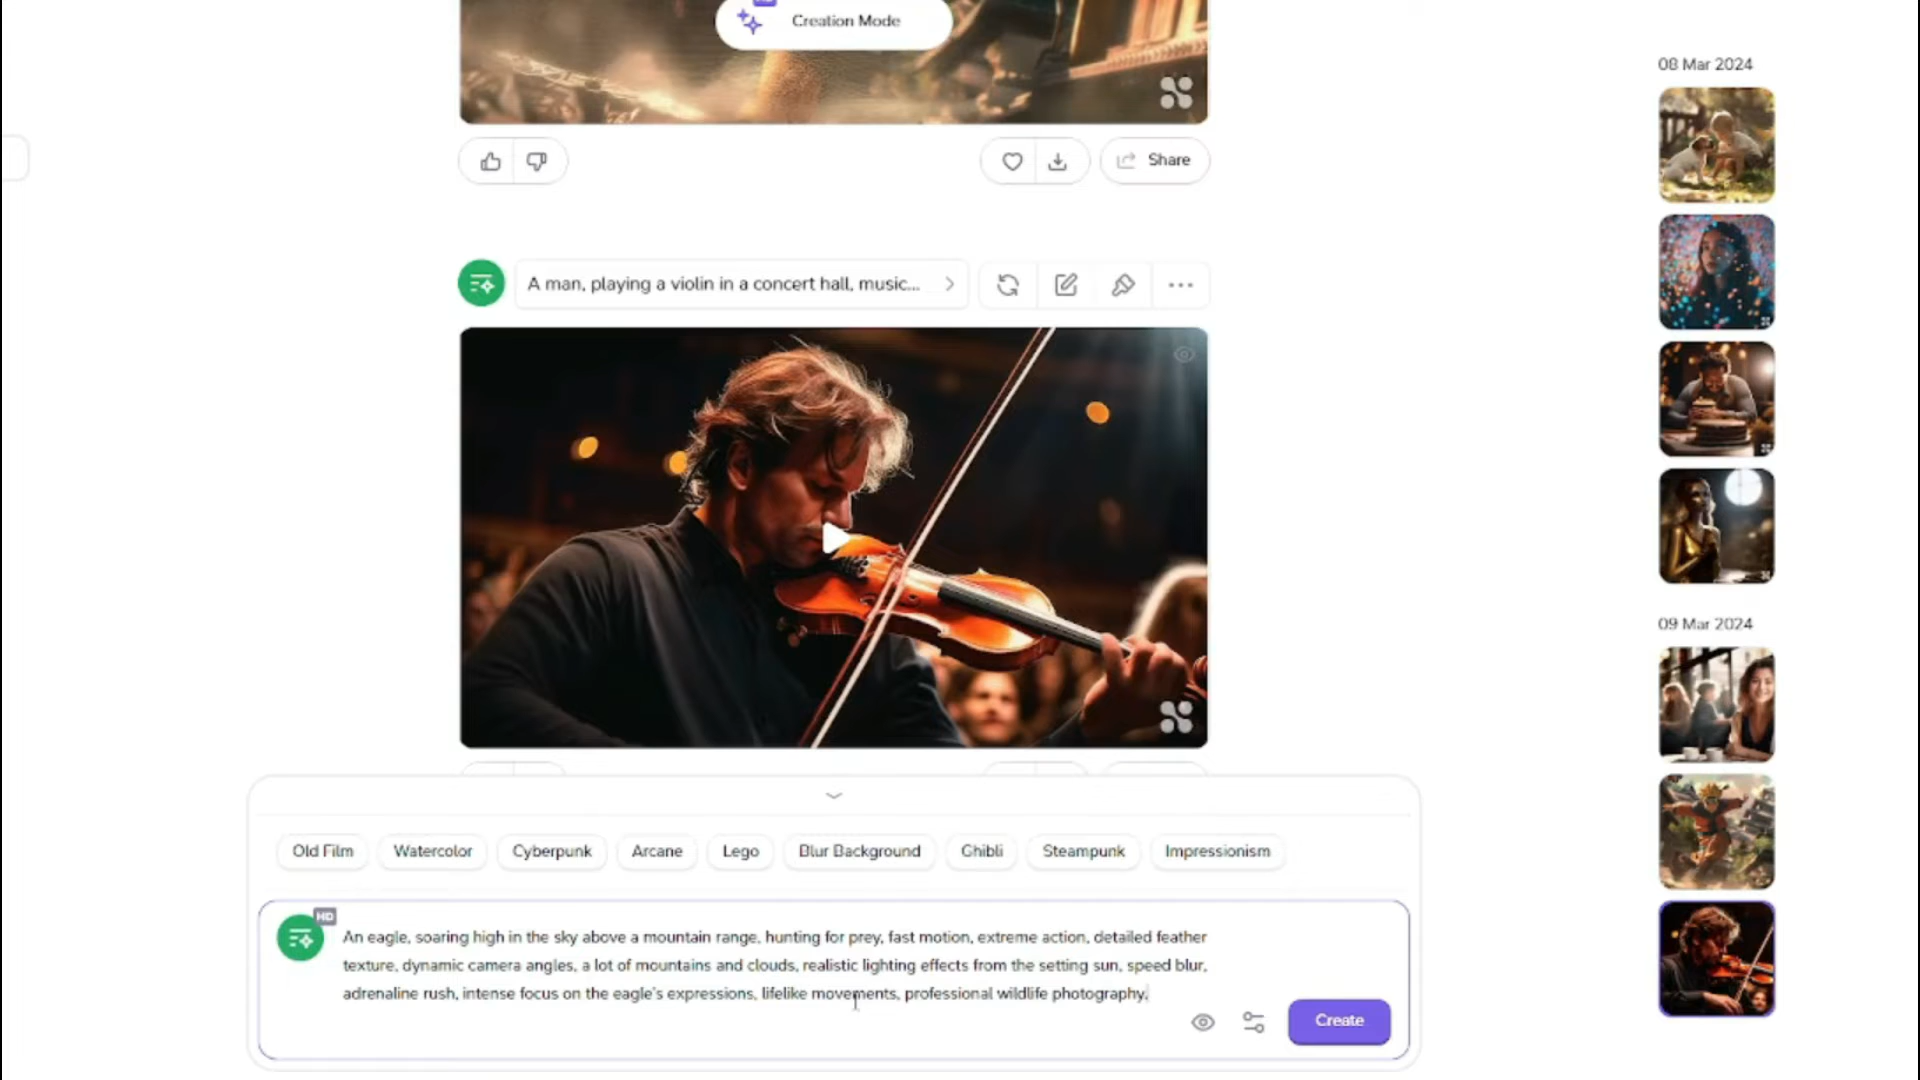 Creation Mode
08 Mar 2024
Share
A man, playing a violin in a concert hall, music...
09 Mar 2024
Old Film
Watercolor
Cyberpunk
Arcane
Lego
Blur Background
Ghibli
Steampunk
Impressionism
HD
An eagle, soaring high in the sky above a mountain range, hunting for prey, fast motion, extreme action, detailed feather
texture, dynamic camera angles, a lot of mountains and clouds, realistic lighting effects from the setting sun, speed blur,
adrenaline rush, intense focus on the eagle's expressions, lifelike movements, professional wildlife photography.
Create